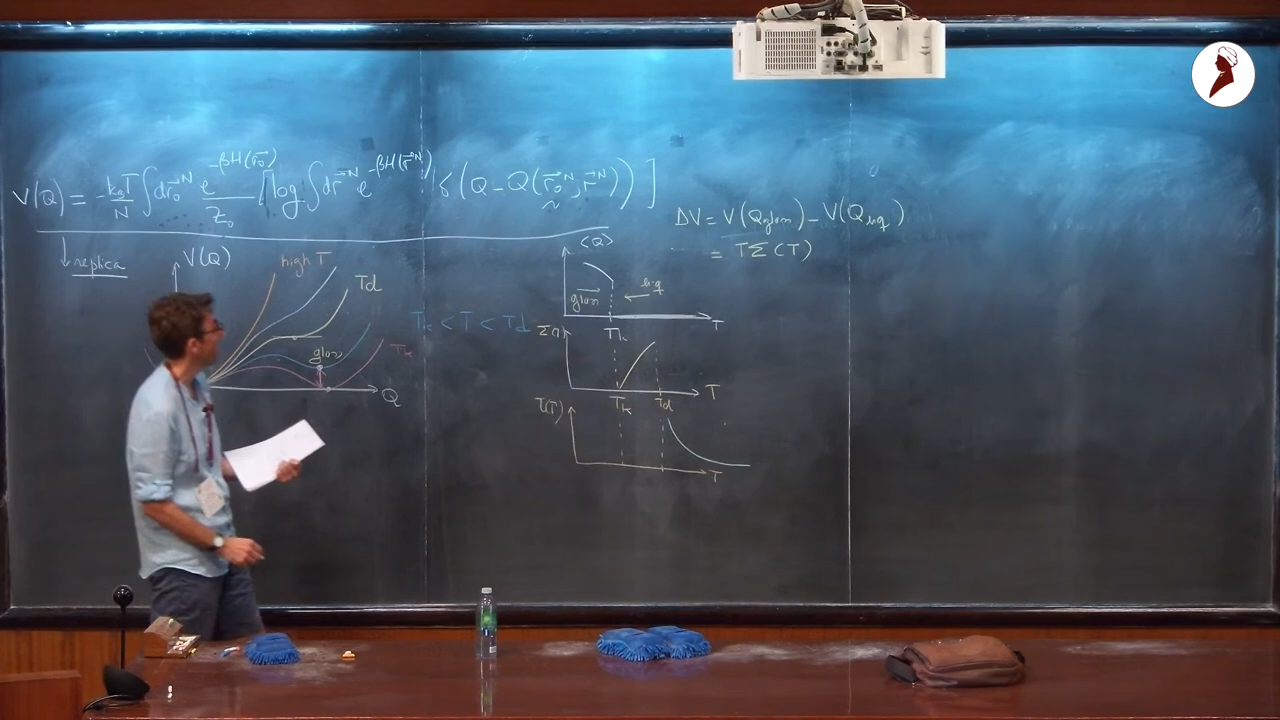 V(Q) = -k_BT/N ∫dr₀^N e^{-βH(r₀^N)}/Z₀ [log ∫dr^N e^{-βH(r^N)} δ(Q-Q(r₀^N, r^N))]
↓ replica
V(Q)
high T
Td
Tk < T < Td
glass
Tk
Q
<Q>
glass
liq
Tk
T
Σ(T)
T
Tk
Td
τ(T)
T
ΔV = V(Qglass) - V(Qliq)
= TΣ(T)